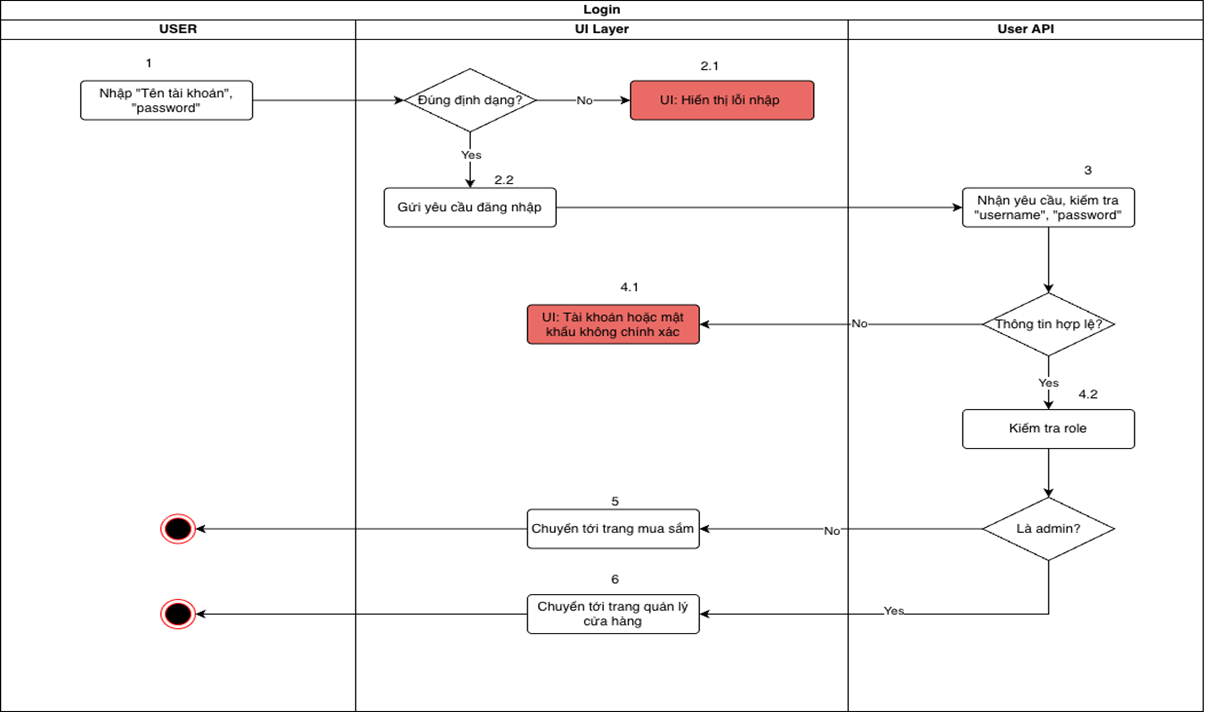 Login
USER
UI Layer
User API
1
Nhập "Tên tài khoản",
"password"
Đúng định dạng?
No
2.1
UI: Hiển thị lỗi nhập
Yes
2.2
Gửi yêu cầu đăng nhập
3
Nhận yêu cầu, kiểm tra
"username", "password"
4.1
UI: Tài khoản hoặc mật
khẩu không chính xác
No
Thông tin hợp lệ?
Yes
4.2
Kiểm tra role
5
Chuyển tới trang mua sắm
No
Là admin?
6
Chuyển tới trang quản lý
cửa hàng
Yes